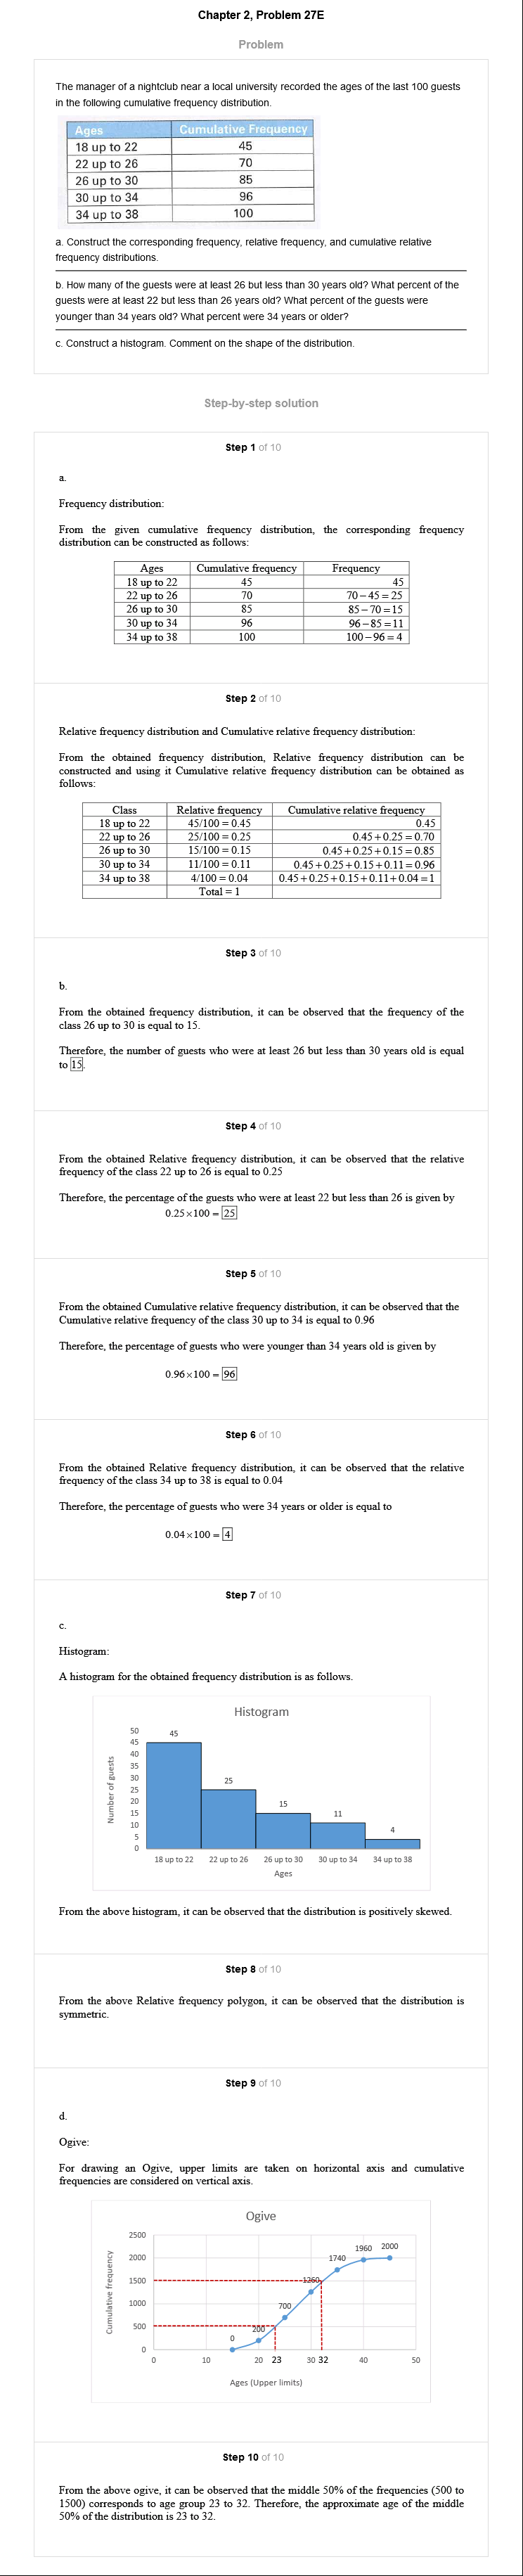 Chapter 2, Problem 27E
Problem
The manager of a nightclub near a local university recorded the ages of the last 100 guests
in the following cumulative frequency distribution.
Ages Cumulative Frequency
18 up to 22 45
22 up to 26 70
26 up to 30 85
30 up to 34 96
34 up to 38 100
a. Construct the corresponding frequency, relative frequency, and cumulative relative
frequency distributions.
b. How many of the guests were at least 26 but less than 30 years old? What percent of the
guests were at least 22 but less than 26 years old? What percent of the guests were
younger than 34 years old? What percent were 34 years or older?
c. Construct a histogram. Comment on the shape of the distribution.
Step-by-step solution
Step 1 of 10
a.
Frequency distribution:
From the given cumulative frequency distribution, the corresponding frequency
distribution can be constructed as follows:
Ages Cumulative frequency Frequency
18 up to 22 45 45
22 up to 26 70 70−45=25
26 up to 30 85 85−70=15
30 up to 34 96 96−85=11
34 up to 38 100 100−96=4
Step 2 of 10
Relative frequency distribution and Cumulative relative frequency distribution:
From the obtained frequency distribution, Relative frequency distribution can be
constructed and using it Cumulative relative frequency distribution can be obtained as
follows:
Class Relative frequency Cumulative relative frequency
18 up to 22 45/100 = 0.45 0.45
22 up to 26 25/100 = 0.25 0.45+0.25=0.70
26 up to 30 15/100 = 0.15 0.45+0.25+0.15=0.85
30 up to 34 11/100 = 0.11 0.45+0.25+0.15+0.11=0.96
34 up to 38 4/100 = 0.04 0.45+0.25+0.15+0.11+0.04=1
Total = 1
Step 3 of 10
b.
From the obtained frequency distribution, it can be observed that the frequency of the
class 26 up to 30 is equal to 15.
Therefore, the number of guests who were at least 26 but less than 30 years old is equal
to 15.
Step 4 of 10
From the obtained Relative frequency distribution, it can be observed that the relative
frequency of the class 22 up to 26 is equal to 0.25
Therefore, the percentage of the guests who were at least 22 but less than 26 is given by
0.25×100 = 25
Step 5 of 10
From the obtained Cumulative relative frequency distribution, it can be observed that the
Cumulative relative frequency of the class 30 up to 34 is equal to 0.96
Therefore, the percentage of guests who were younger than 34 years old is given by
0.96×100 = 96
Step 6 of 10
From the obtained Relative frequency distribution, it can be observed that the relative
frequency of the class 34 up to 38 is equal to 0.04
Therefore, the percentage of guests who were 34 years or older is equal to
0.04×100 = 4
Step 7 of 10
c.
Histogram:
A histogram for the obtained frequency distribution is as follows.
Histogram
Number of guests
50
45
40
35
30
25
20
15
10
5
0
45
25
15
11
4
18 up to 22 22 up to 26 26 up to 30 30 up to 34 34 up to 38
Ages
From the above histogram, it can be observed that the distribution is positively skewed.
Step 8 of 10
From the above Relative frequency polygon, it can be observed that the distribution is
symmetric.
Step 9 of 10
d.
Ogive:
For drawing an Ogive, upper limits are taken on horizontal axis and cumulative
frequencies are considered on vertical axis.
Ogive
Cumulative frequency
2500
2000
1500
1000
500
0
0
200
700
1260
1740
1960
2000
0 10 20 23 30 32 40 50
Ages (Upper limits)
Step 10 of 10
From the above ogive, it can be observed that the middle 50% of the frequencies (500 to
1500) corresponds to age group 23 to 32. Therefore, the approximate age of the middle
50% of the distribution is 23 to 32.